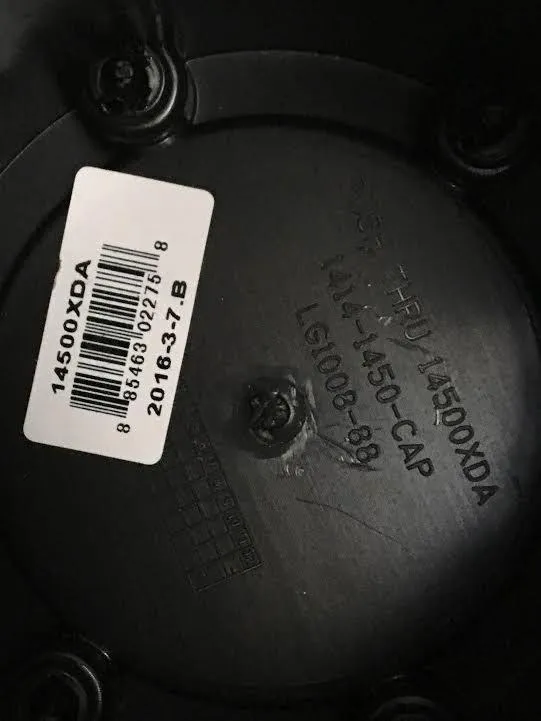 14500XDA
8 85463 02275 8
2016-3-7.B
THRU 14500XDA
1414-1450-CAP
LG1008-88